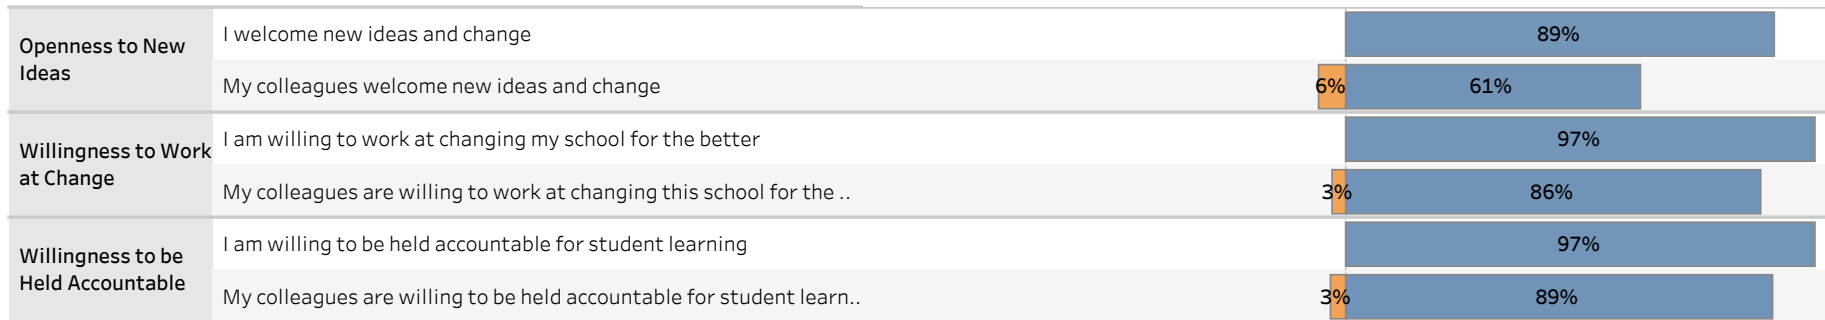 Openness to New
Ideas
I welcome new ideas and change
89%
My colleagues welcome new ideas and change
6%
61%
Willingness to Work
at Change
I am willing to work at changing my school for the better
97%
My colleagues are willing to work at changing this school for the ..
3%
86%
Willingness to be
Held Accountable
I am willing to be held accountable for student learning
97%
My colleagues are willing to be held accountable for student learn..
3%
89%